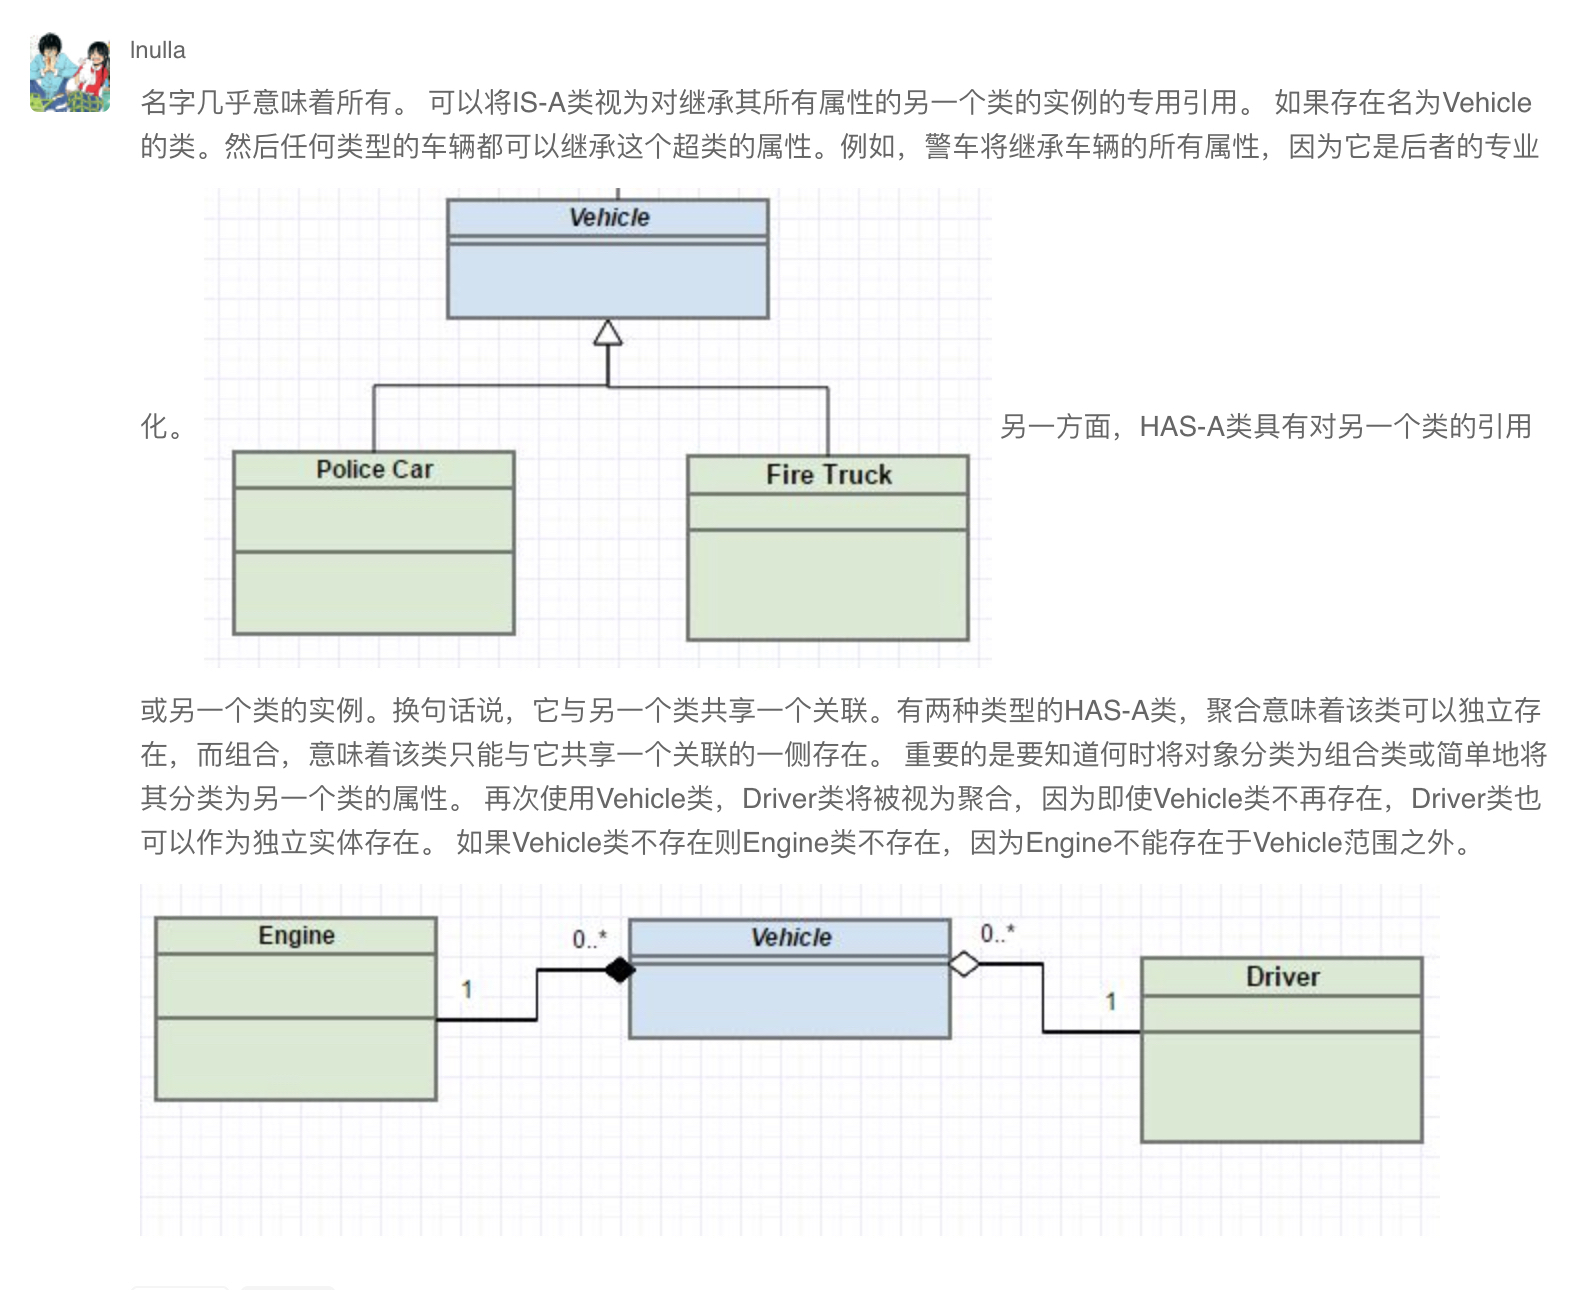 lnulla
名字几乎意味着所有。 可以将IS-A类视为对继承其所有属性的另一个类的实例的专用引用。 如果存在名为Vehicle
的类。然后任何类型的车辆都可以继承这个超类的属性。例如，警车将继承车辆的所有属性，因为它是后者的专业
Vehicle
化。
另一方面，HAS-A类具有对另一个类的引用
Police Car
Fire Truck
或另一个类的实例。换句话说，它与另一个类共享一个关联。有两种类型的HAS-A类，聚合意味着该类可以独立存
在，而组合，意味着该类只能与它共享一个关联的一侧存在。 重要的是要知道何时将对象分类为组合类或简单地将
其分类为另一个类的属性。 再次使用Vehicle类，Driver类将被视为聚合，因为即使Vehicle类不再存在，Driver类也
可以作为独立实体存在。 如果Vehicle类不存在则Engine类不存在，因为Engine不能存在于Vehicle范围之外。
Engine
0..*
Vehicle
0..*
1
1
Driver